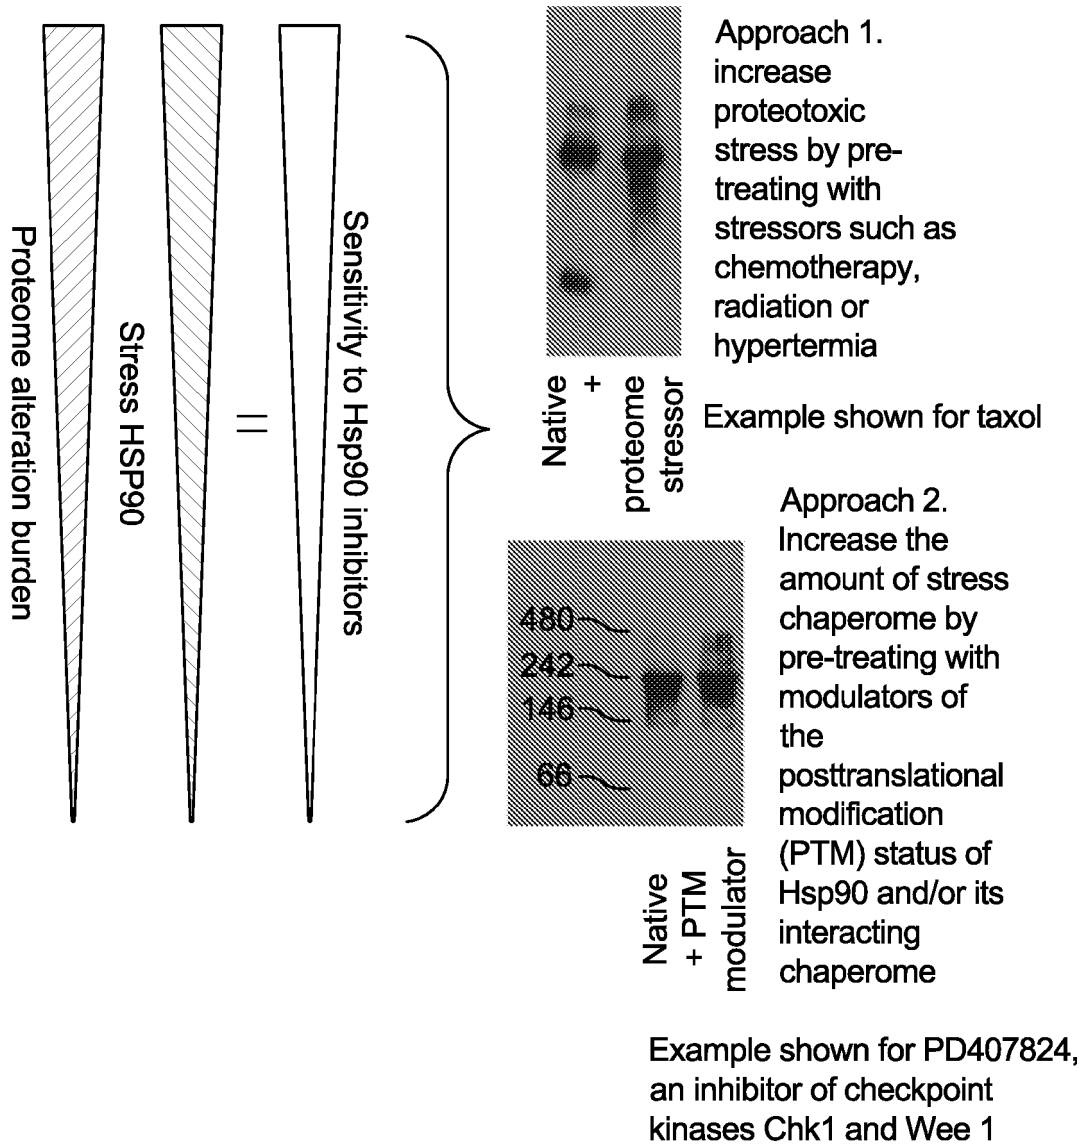 Proteome alteration burden
Stress HSP90
=
Sensitivity to Hsp90 inhibitors
Approach 1.
increase
proteotoxic
stress by pre-
treating with
stressors such as
chemotherapy,
radiation or
hypertermia
Native
+
proteome
stressor
Example shown for taxol
Approach 2.
Increase the
amount of stress
chaperome by
pre-treating with
modulators of
the
posttranslational
modification
(PTM) status of
Hsp90 and/or its
interacting
chaperome
480
242
146
66
Native
+ PTM
modulator
Example shown for PD407824,
an inhibitor of checkpoint
kinases Chk1 and Wee 1